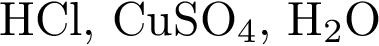 HCl, CuSO₄, H₂O